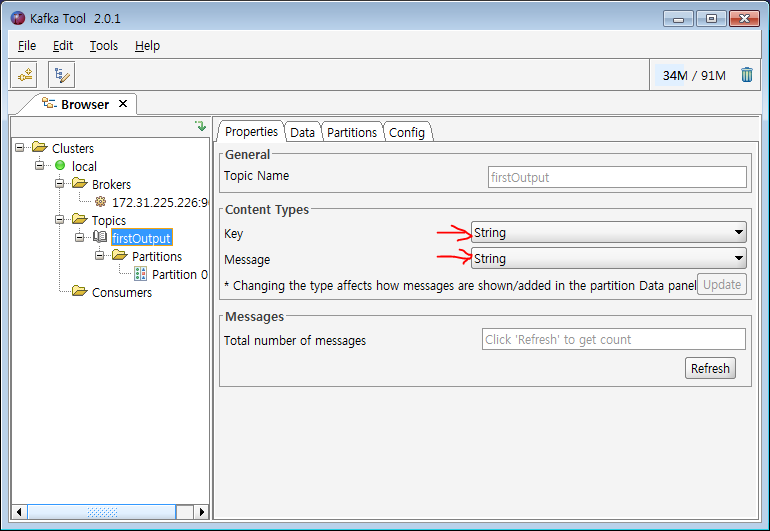 Kafka Tool 2.0.1
File Edit Tools Help
34M / 91M
Browser
Properties Data Partitions Config
Clusters
local
Brokers
172.31.225.226:9
Topics
firstOutput
Partitions
Partition 0
Consumers
General
Topic Name firstOutput
Content Types
Key String
Message String
* Changing the type affects how messages are shown/added in the partition Data panel Update
Messages
Total number of messages Click 'Refresh' to get count
Refresh